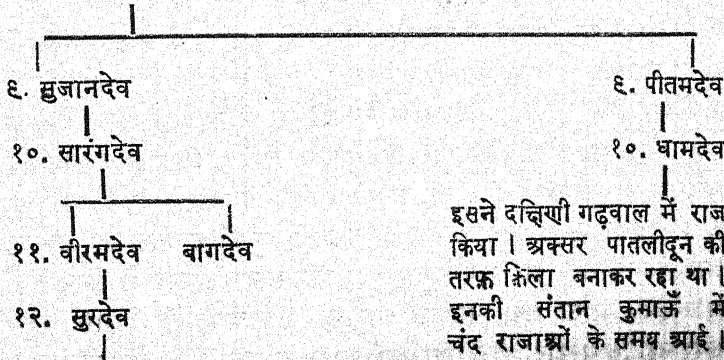 ९. सुजानदेव
९. पीतमदेव
१०. सारंगदेव
१०. धामदेव
इसने दक्षिणी गढ़वाल में राज
किया। अक्सर पातलीदून की
तरफ़ क़िला बनाकर रहा था।
इनकी संतान कुमाऊँ में
चंद राजाओं के समय आई।
११. वीरमदेव बागदेव
१२. सुरदेव